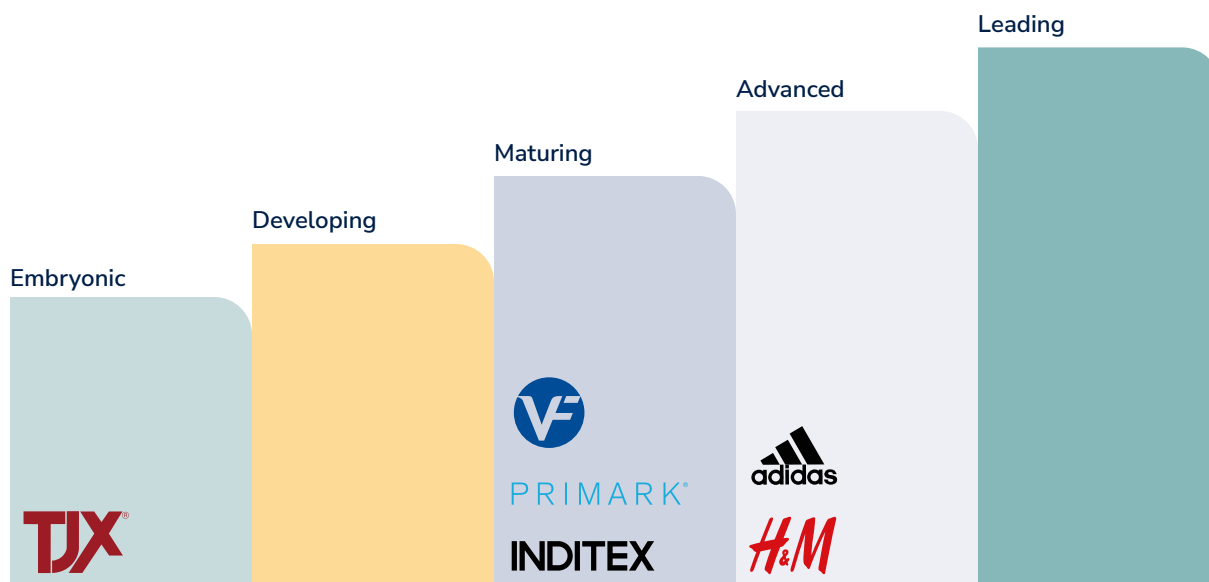 Leading
Advanced
Maturing
Developing
Embryonic
VF
adidas
PRIMARK®
TJX®
H&M
INDITEX